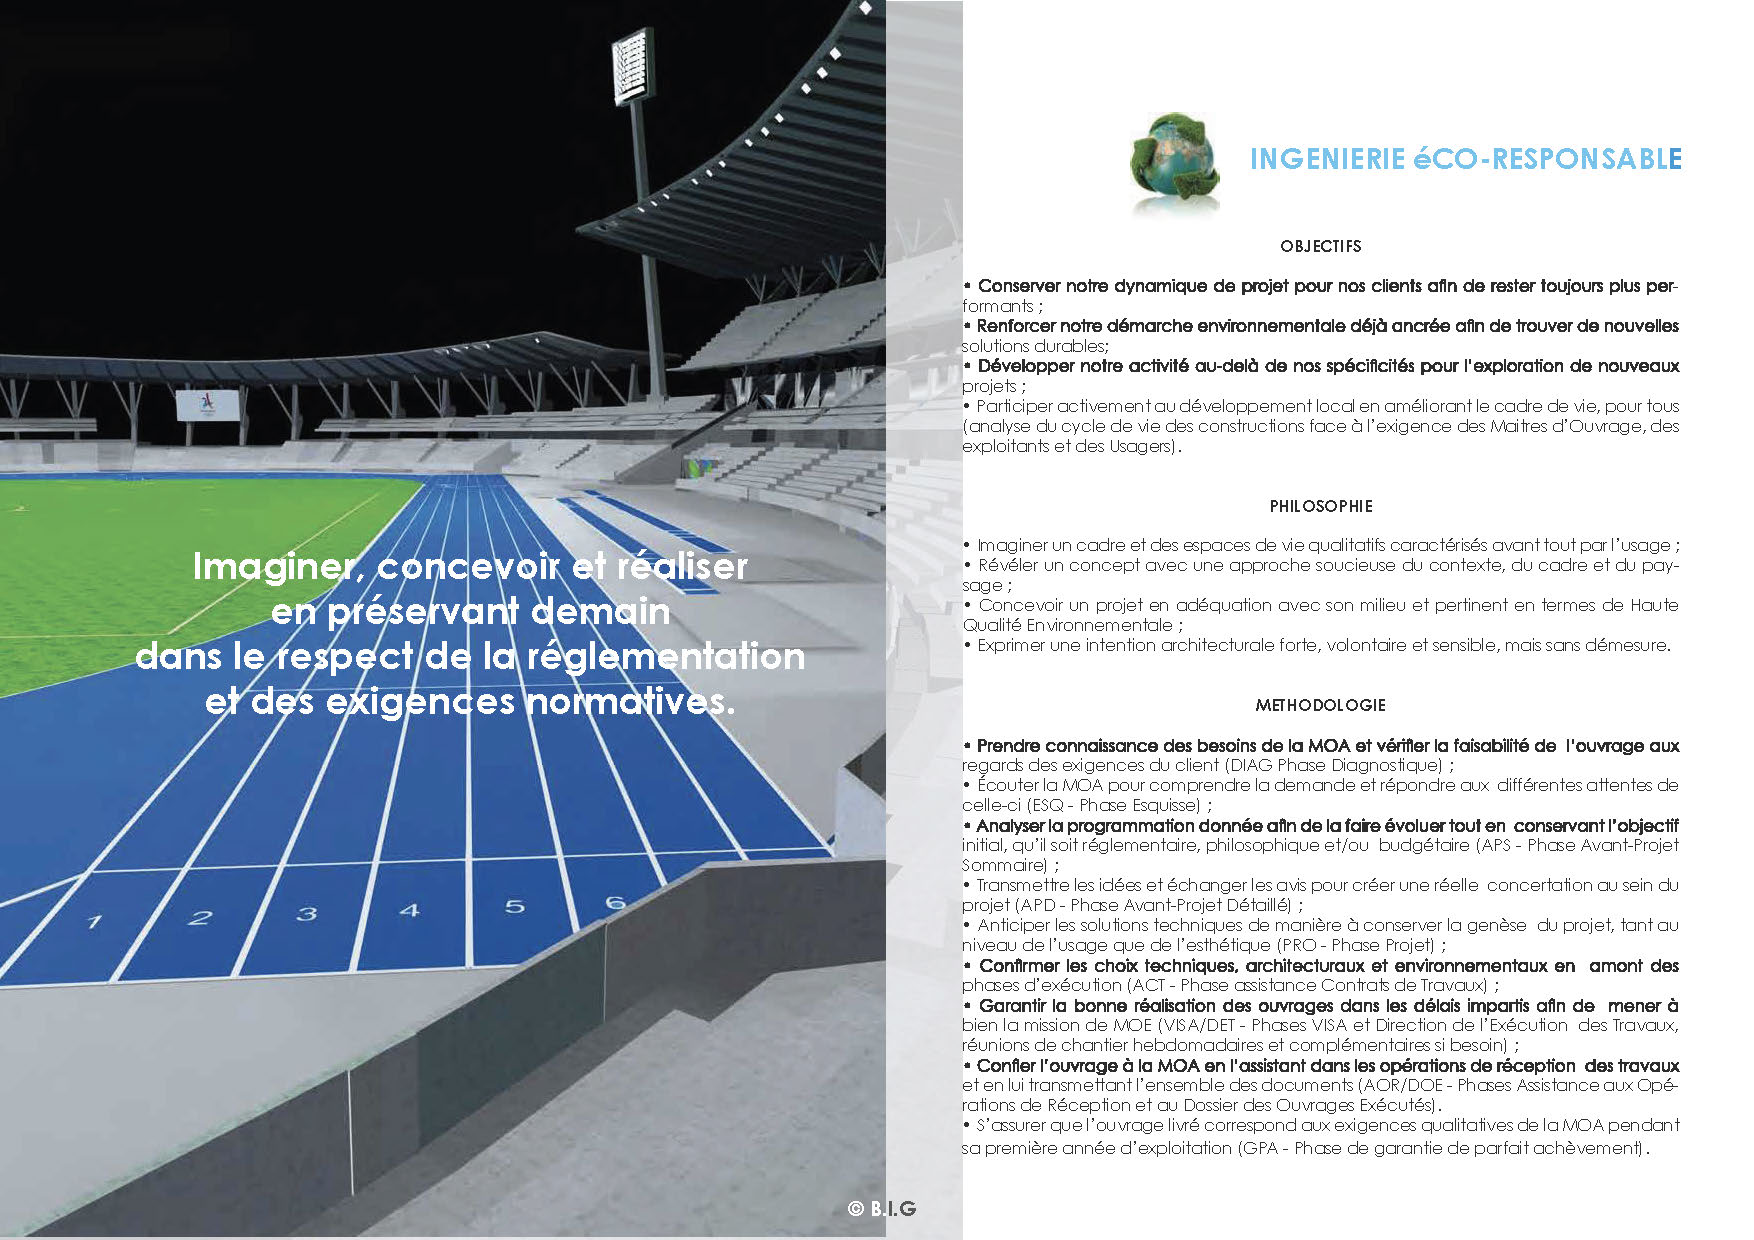 Imaginer, concevoir et réaliser
en préservant demain
dans le respect de la réglementation
et des exigences normatives.
1 2 3 4 5 6
© B.I.G
INGENIERIE éCO-RESPONSABLE
OBJECTIFS
• Conserver notre dynamique de projet pour nos clients afin de rester toujours plus per-
formants ;
• Renforcer notre démarche environnementale déjà ancrée afin de trouver de nouvelles
solutions durables;
• Développer notre activité au-delà de nos spécificités pour l'exploration de nouveaux
projets ;
• Participer activement au développement local en améliorant le cadre de vie, pour tous
(analyse du cycle de vie des constructions face à l'exigence des Maitres d'Ouvrage, des
exploitants et des Usagers).
PHILOSOPHIE
• Imaginer un cadre et des espaces de vie qualitatifs caractérisés avant tout par l'usage ;
• Révéler un concept avec une approche soucieuse du contexte, du cadre et du pay-
sage ;
• Concevoir un projet en adéquation avec son milieu et pertinent en termes de Haute
Qualité Environnementale ;
• Exprimer une intention architecturale forte, volontaire et sensible, mais sans démesure.
METHODOLOGIE
• Prendre connaissance des besoins de la MOA et vérifier la faisabilité de l'ouvrage aux
regards des exigences du client (DIAG Phase Diagnostique) ;
• Écouter la MOA pour comprendre la demande et répondre aux différentes attentes de
celle-ci (ESQ - Phase Esquisse) ;
• Analyser la programmation donnée afin de la faire évoluer tout en conservant l'objectif
initial, qu'il soit réglementaire, philosophique et/ou budgétaire (APS - Phase Avant-Projet
Sommaire) ;
• Transmettre les idées et échanger les avis pour créer une réelle concertation au sein du
projet (APD - Phase Avant-Projet Détaillé) ;
• Anticiper les solutions techniques de manière à conserver la genèse du projet, tant au
niveau de l'usage que de l'esthétique (PRO - Phase Projet) ;
• Confirmer les choix techniques, architecturaux et environnementaux en amont des
phases d'exécution (ACT - Phase assistance Contrats de Travaux) ;
• Garantir la bonne réalisation des ouvrages dans les délais impartis afin de mener à
bien la mission de MOE (VISA/DET - Phases VISA et Direction de l'Exécution des Travaux,
réunions de chantier hebdomadaires et complémentaires si besoin) ;
• Confier l'ouvrage à la MOA en l'assistant dans les opérations de réception des travaux
et en lui transmettant l'ensemble des documents (AOR/DOE - Phases Assistance aux Opé-
rations de Réception et au Dossier des Ouvrages Exécutés).
• S'assurer que l'ouvrage livré correspond aux exigences qualitatives de la MOA pendant
sa première année d'exploitation (GPA - Phase de garantie de parfait achèvement).